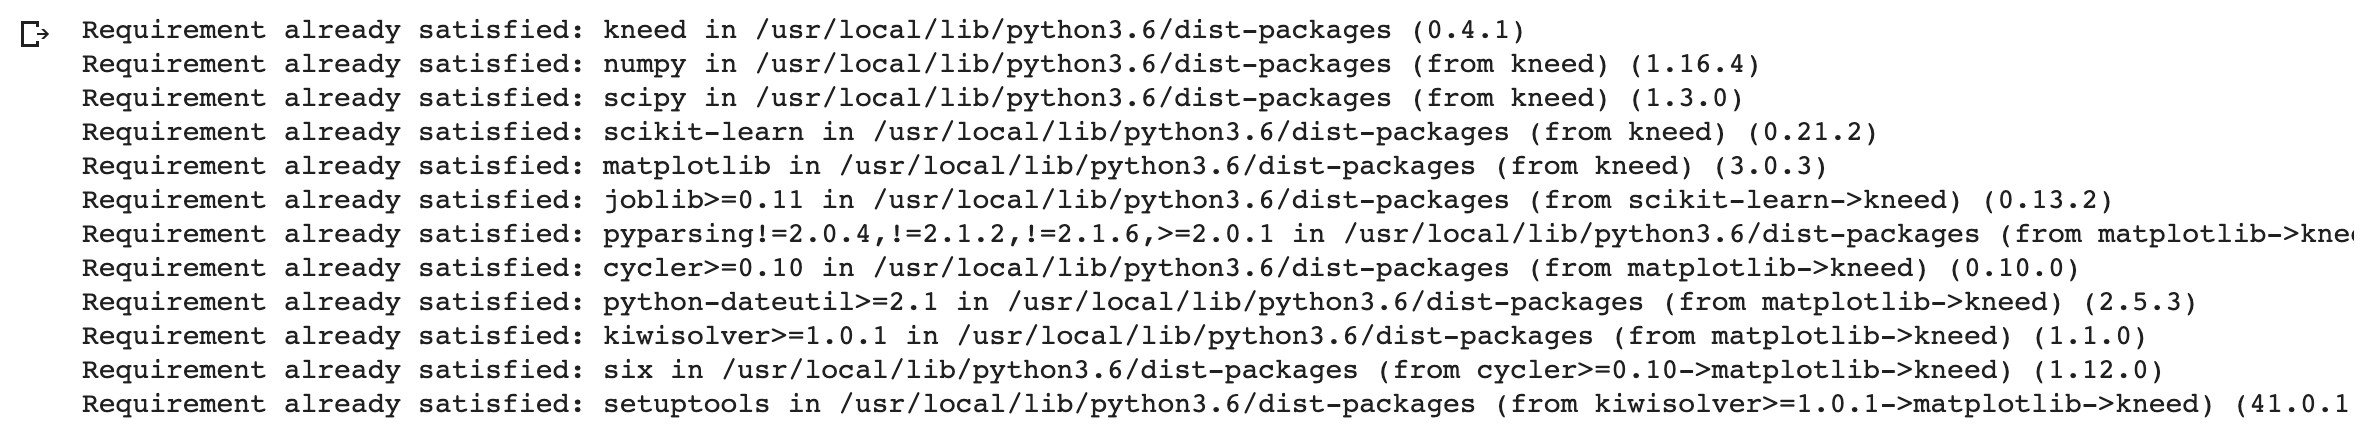 Requirement already satisfied: kneed in /usr/local/lib/python3.6/dist-packages (0.4.1)
Requirement already satisfied: numpy in /usr/local/lib/python3.6/dist-packages (from kneed) (1.16.4)
Requirement already satisfied: scipy in /usr/local/lib/python3.6/dist-packages (from kneed) (1.3.0)
Requirement already satisfied: scikit-learn in /usr/local/lib/python3.6/dist-packages (from kneed) (0.21.2)
Requirement already satisfied: matplotlib in /usr/local/lib/python3.6/dist-packages (from kneed) (3.0.3)
Requirement already satisfied: joblib>=0.11 in /usr/local/lib/python3.6/dist-packages (from scikit-learn->kneed) (0.13.2)
Requirement already satisfied: pyparsing!=2.0.4,!=2.1.2,!=2.1.6,>=2.0.1 in /usr/local/lib/python3.6/dist-packages (from matplotlib->kne
Requirement already satisfied: cycler>=0.10 in /usr/local/lib/python3.6/dist-packages (from matplotlib->kneed) (0.10.0)
Requirement already satisfied: python-dateutil>=2.1 in /usr/local/lib/python3.6/dist-packages (from matplotlib->kneed) (2.5.3)
Requirement already satisfied: kiwisolver>=1.0.1 in /usr/local/lib/python3.6/dist-packages (from matplotlib->kneed) (1.1.0)
Requirement already satisfied: six in /usr/local/lib/python3.6/dist-packages (from cycler>=0.10->matplotlib->kneed) (1.12.0)
Requirement already satisfied: setuptools in /usr/local/lib/python3.6/dist-packages (from kiwisolver>=1.0.1->matplotlib->kneed) (41.0.1